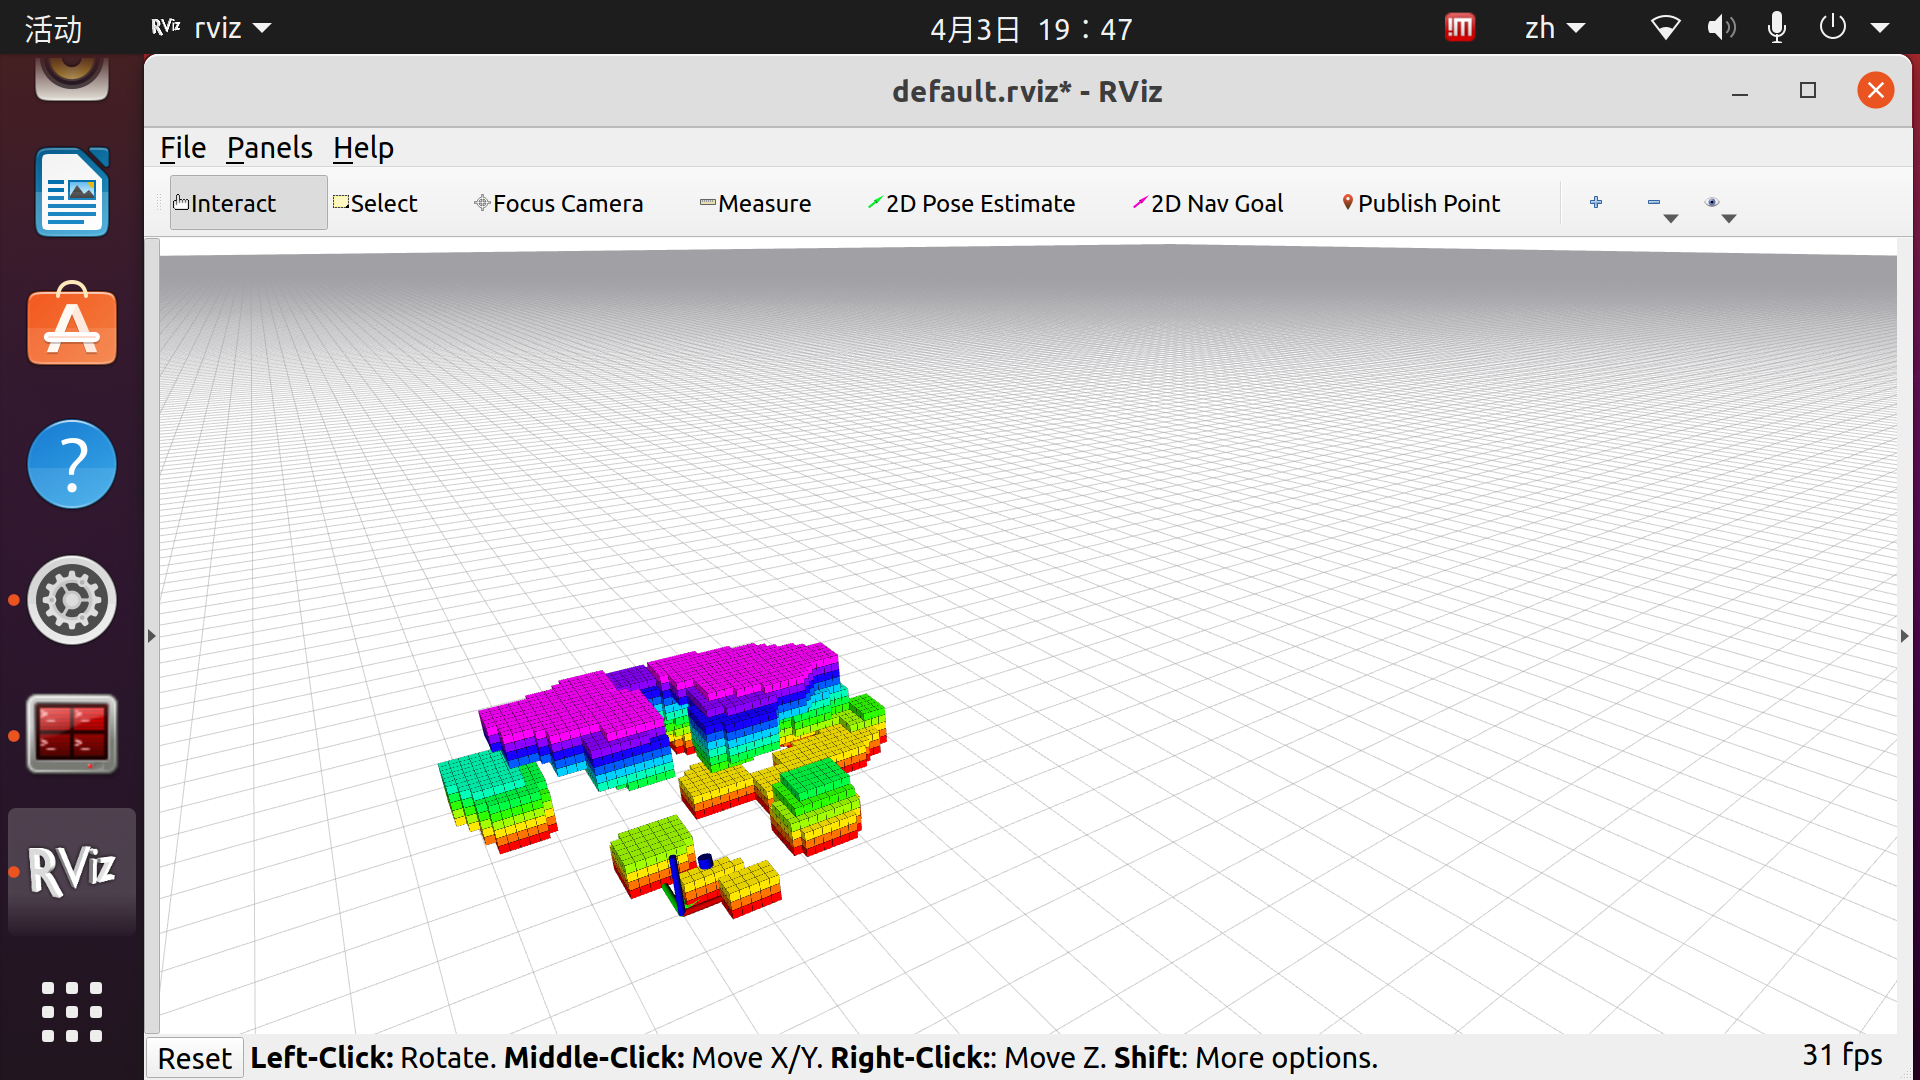 活动 RViz rviz 4月3日 19：47 !M zh
default.rviz* - RViz
File Panels Help
Interact Select Focus Camera Measure 2D Pose Estimate 2D Nav Goal Publish Point
RViz
Reset Left-Click: Rotate. Middle-Click: Move X/Y. Right-Click:: Move Z. Shift: More options. 31 fps